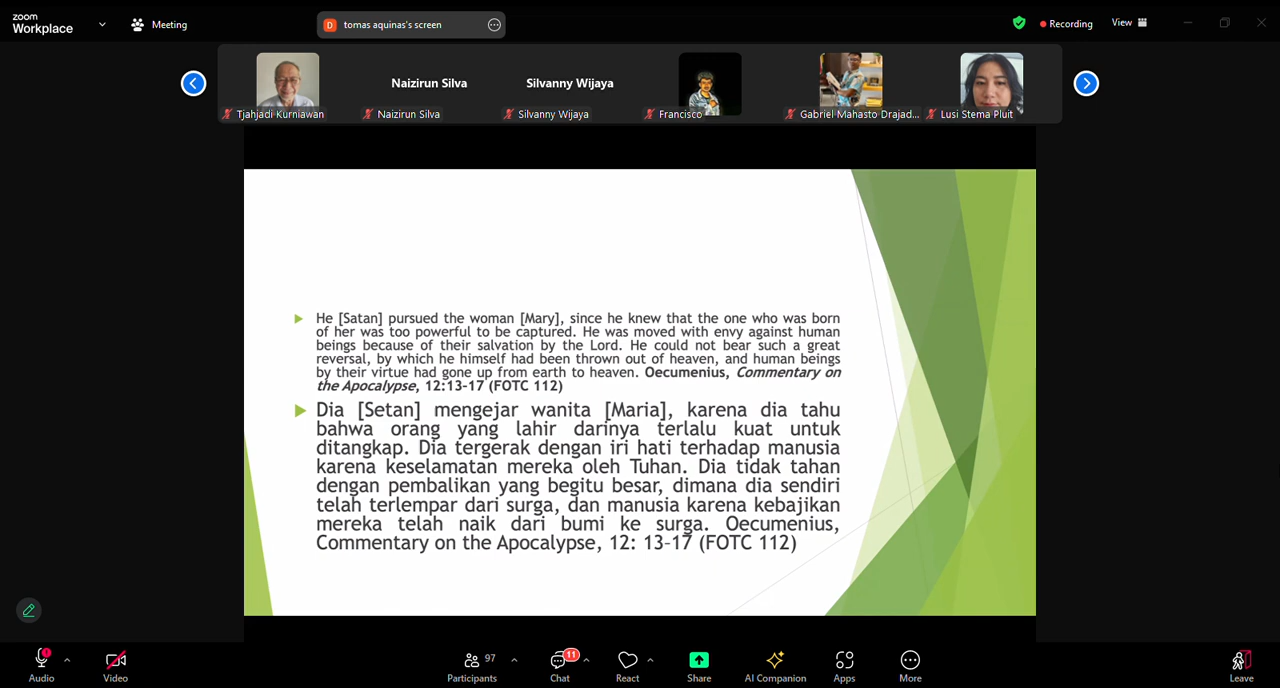 zoom
Workplace
Meeting
D
tomas aquinas's screen
Recording
View
Naizirun Silva
Silvanny Wijaya
Tjahjadi Kurniawan
Naizirun Silva
Silvanny Wijaya
Francisco
Gabriel Mahasto Drajad...
Lusi Stema Pluit
He [Satan] pursued the woman [Mary], since he knew that the one who was born
of her was too powerful to be captured. He was moved with envy against human
beings because of their salvation by the Lord. He could not bear such a great
reversal, by which he himself had been thrown out of heaven, and human beings
by their virtue had gone up from earth to heaven. Oecumenius, Commentary on
the Apocalypse, 12:13–17 (FOTC 112)
Dia [Setan] mengejar wanita [Maria], karena dia tahu
bahwa orang yang lahir darinya terlalu kuat untuk
ditangkap. Dia tergerak dengan iri hati terhadap manusia
karena keselamatan mereka oleh Tuhan. Dia tidak tahan
dengan pembalikan yang begitu besar, dimana dia sendiri
telah terlempar dari surga, dan manusia karena kebajikan
mereka telah naik dari bumi ke surga. Oecumenius,
Commentary on the Apocalypse, 12: 13–17 (FOTC 112)
97
11
Audio
Video
Participants
Chat
React
Share
AI Companion
Apps
More
Leave